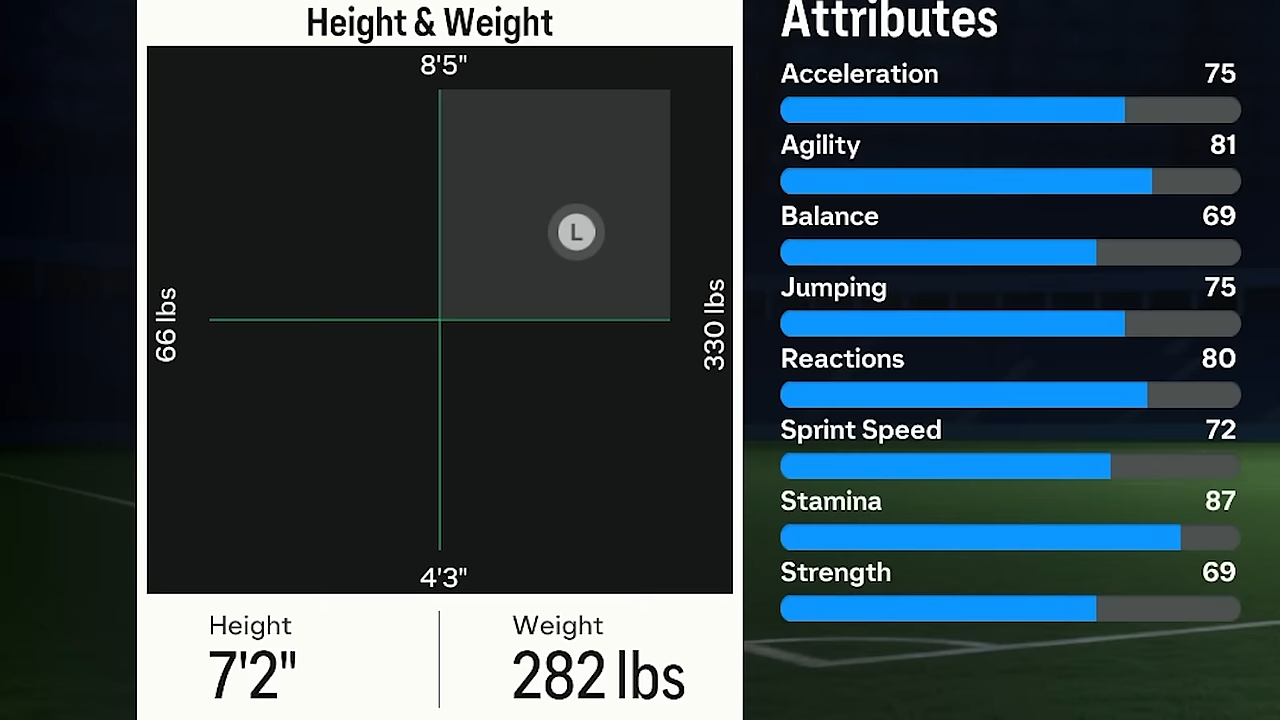 Height & Weight
8'5"
L
66 lbs
330 lbs
4'3"
Height
7'2"
Weight
282 lbs
Attributes
Acceleration 75
Agility 81
Balance 69
Jumping 75
Reactions 80
Sprint Speed 72
Stamina 87
Strength 69